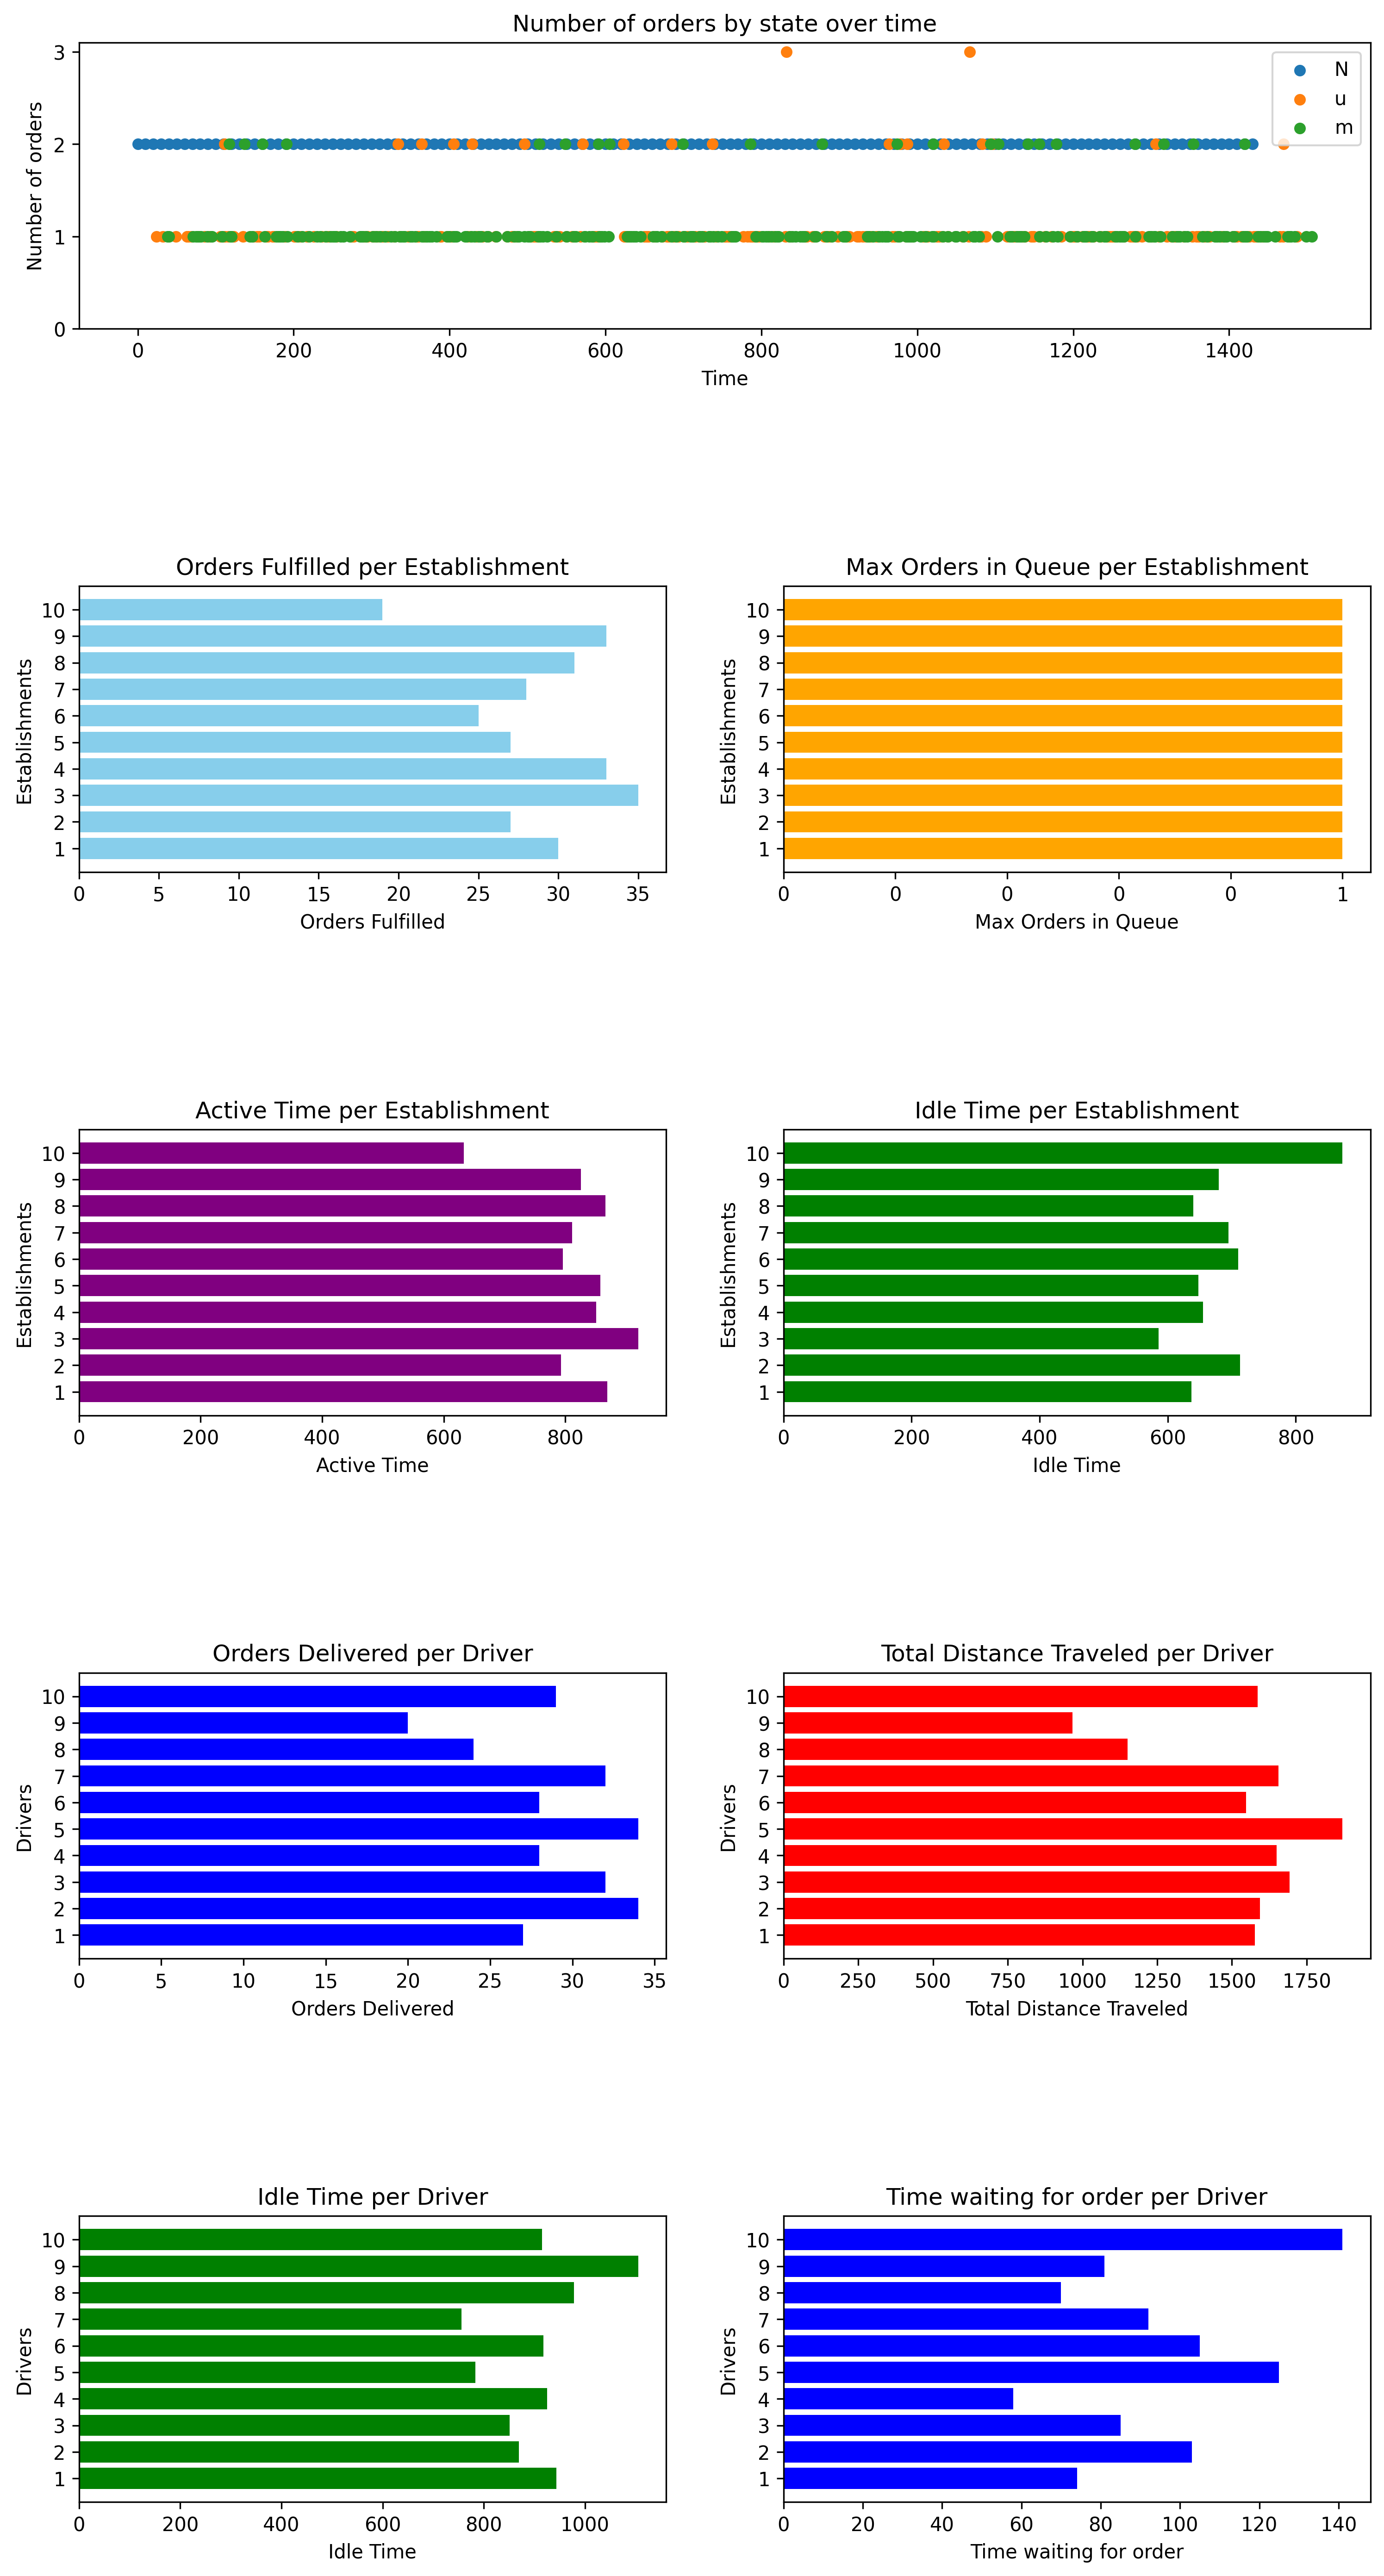 Number of orders by state over time
Number of orders
3
2
1
0
N
u
m
0 200 400 600 800 1000 1200 1400
Time
Orders Fulfilled per Establishment
Establishments
10
9
8
7
6
5
4
3
2
1
0 5 10 15 20 25 30 35
Orders Fulfilled
Max Orders in Queue per Establishment
Establishments
10
9
8
7
6
5
4
3
2
1
0 0 0 0 0 1
Max Orders in Queue
Active Time per Establishment
Establishments
10
9
8
7
6
5
4
3
2
1
0 200 400 600 800
Active Time
Idle Time per Establishment
Establishments
10
9
8
7
6
5
4
3
2
1
0 200 400 600 800
Idle Time
Orders Delivered per Driver
Drivers
10
9
8
7
6
5
4
3
2
1
0 5 10 15 20 25 30 35
Orders Delivered
Total Distance Traveled per Driver
Drivers
10
9
8
7
6
5
4
3
2
1
0 250 500 750 1000 1250 1500 1750
Total Distance Traveled
Idle Time per Driver
Drivers
10
9
8
7
6
5
4
3
2
1
0 200 400 600 800 1000
Idle Time
Time waiting for order per Driver
Drivers
10
9
8
7
6
5
4
3
2
1
0 20 40 60 80 100 120 140
Time waiting for order